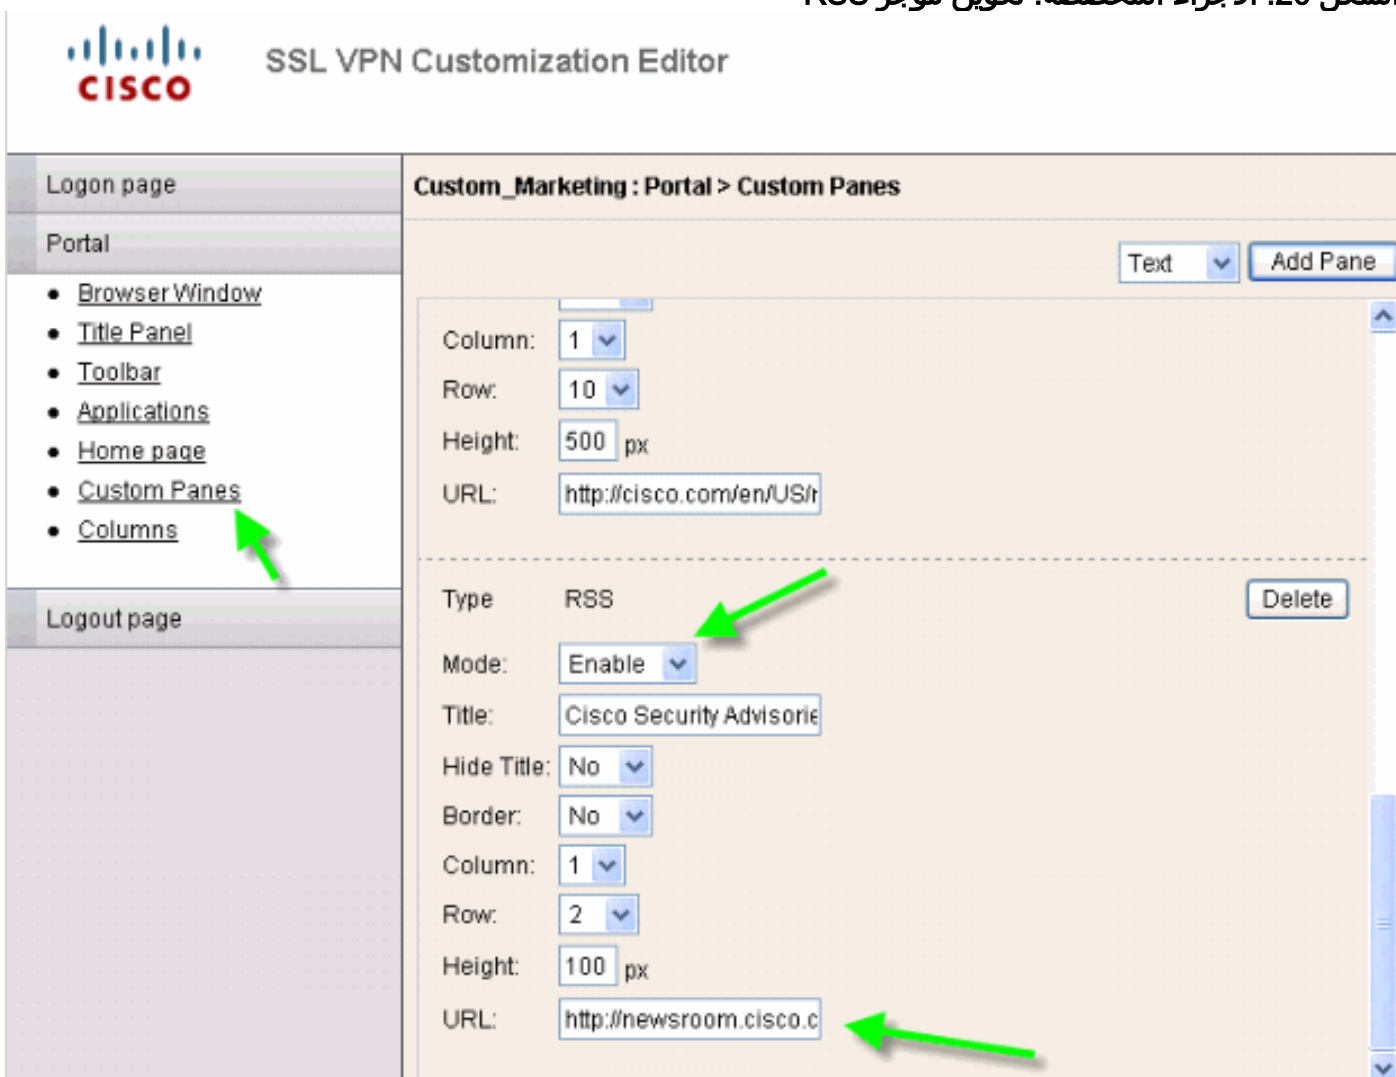 RSS
CISCO
SSL VPN Customization Editor
Logon page
Portal
Browser Window
Title Panel
Toolbar
Applications
Home page
Custom Panes
Columns
Logout page
Custom_Marketing : Portal > Custom Panes
Text
Add Pane
Column: 1
Row: 10
Height: 500 px
URL: http://cisco.com/en/US/r
Type RSS
Delete
Mode: Enable
Title: Cisco Security Advisorie
Hide Title: No
Border: No
Column: 1
Row: 2
Height: 100 px
URL: http://newsroom.cisco.c